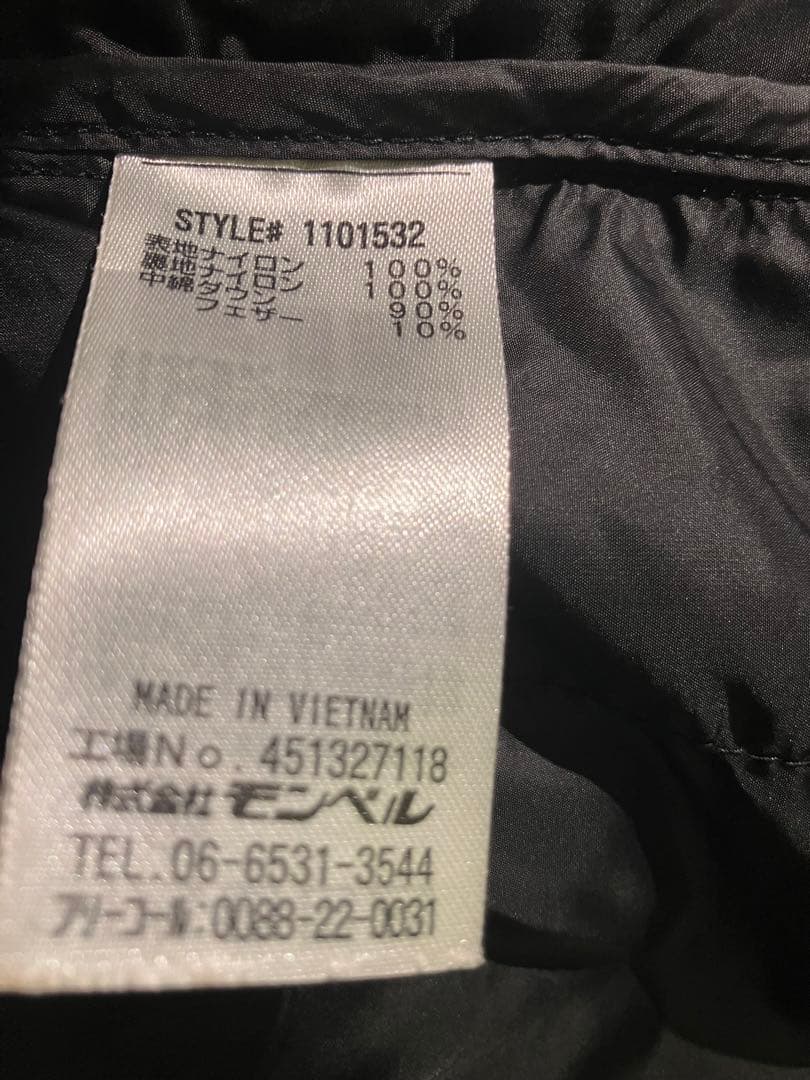 STYLE# 1101532
表地ナイロン 100%
裏地ナイロン 100%
中綿ダウン 90%
フェザー 10%
MADE IN VIETNAM
工場No.451327118
株式会社モンベル
TEL.06-6531-3544
フリーコール:0088-22-0031